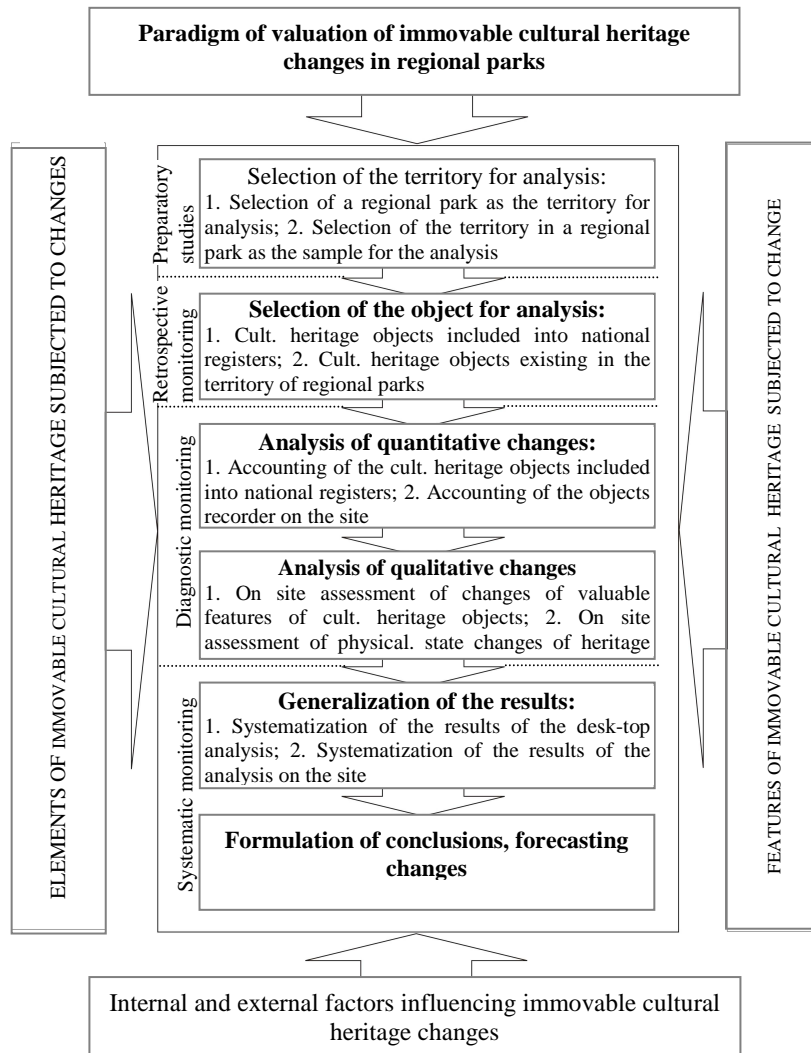 Paradigm of valuation of immovable cultural heritage
changes in regional parks
ELEMENTS OF IMMOVABLE CULTURAL HERITAGE SUBJECTED TO CHANGES
Preparatory
studies
Selection of the territory for analysis:
1. Selection of a regional park as the territory for
analysis; 2. Selection of the territory in a regional
park as the sample for the analysis
Retrospective
monitoring
Selection of the object for analysis:
1. Cult. heritage objects included into national
registers; 2. Cult. heritage objects existing in the
territory of regional parks
Diagnostic monitoring
Analysis of quantitative changes:
1. Accounting of the cult. heritage objects included
into national registers; 2. Accounting of the objects
recorder on the site
Analysis of qualitative changes
1. On site assessment of changes of valuable
features of cult. heritage objects; 2. On site
assessment of physical. state changes of heritage
Systematic monitoring
Generalization of the results:
1. Systematization of the results of the desk-top
analysis; 2. Systematization of the results of the
analysis on the site
Formulation of conclusions, forecasting
changes
FEATURES OF IMMOVABLE CULTURAL HERITAGE SUBJECTED TO CHANGE
Internal and external factors influencing immovable cultural
heritage changes